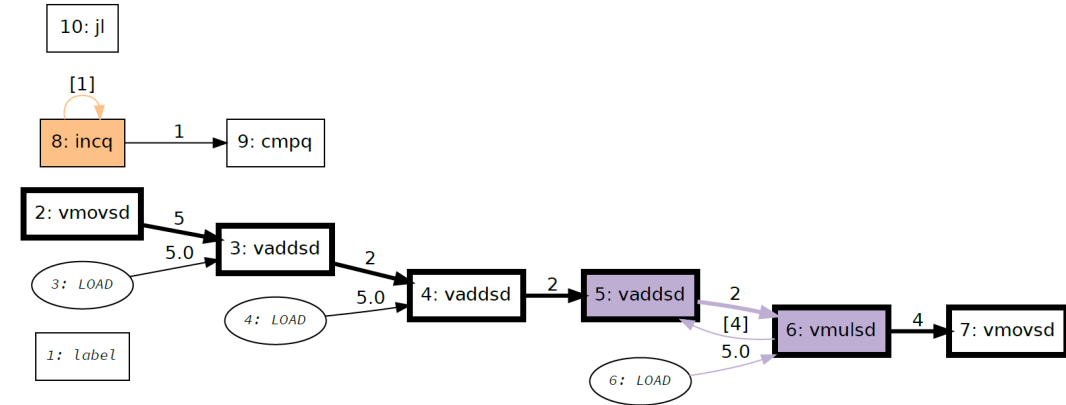 10: jl
[1]
8: incq
1
9: cmpq
2: vmovsd
5
3: vaddsd
5.0
3: LOAD
2
4: vaddsd
5.0
4: LOAD
2
5: vaddsd
2
[4]
6: vmulsd
4
7: vmovsd
5.0
6: LOAD
1: label